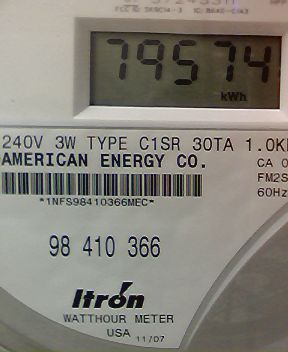 79574
kWh
240V 3W TYPE C1SR 30TA 1.0K
AMERICAN ENERGY CO.
CA 0
FM2S
60Hz
*1NFS98410366MEC*
98 410 366
Itron
WATTHOUR METER
USA 11/07